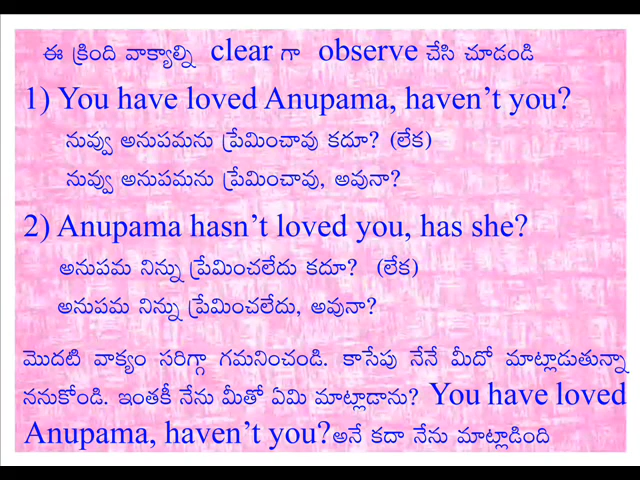 ఈ క్రింది వాక్యాల్ని clear గా observe చేసి చూడండి
1) You have loved Anupama, haven't you?
నువ్వు అనుపమను ప్రేమించావు కదూ? (లేక)
నువ్వు అనుపమను ప్రేమించావు, అవునా?
2) Anupama hasn't loved you, has she?
అనుపమ నిన్ను ప్రేమించలేదు కదూ? (లేక)
అనుపమ నిన్ను ప్రేమించలేదు, అవునా?
మొదటి వాక్యం సరిగ్గా గమనించండి. కాసేపు నేనే మీదో మాట్లాడుతున్నా
ననుకోండి. ఇంతకీ నేను మీతో ఏమి మాట్లాడాను? You have loved
Anupama, haven't you?అనే కదా నేను మాట్లాడింది